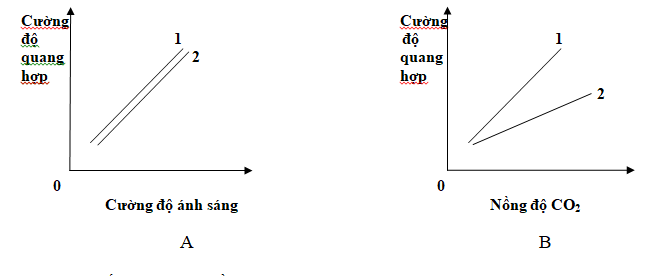 Cường
độ
quang
hợp
1
2
0
Cường độ ánh sáng
A
Cường
độ
quang
hợp
1
2
0
Nồng độ CO₂
B